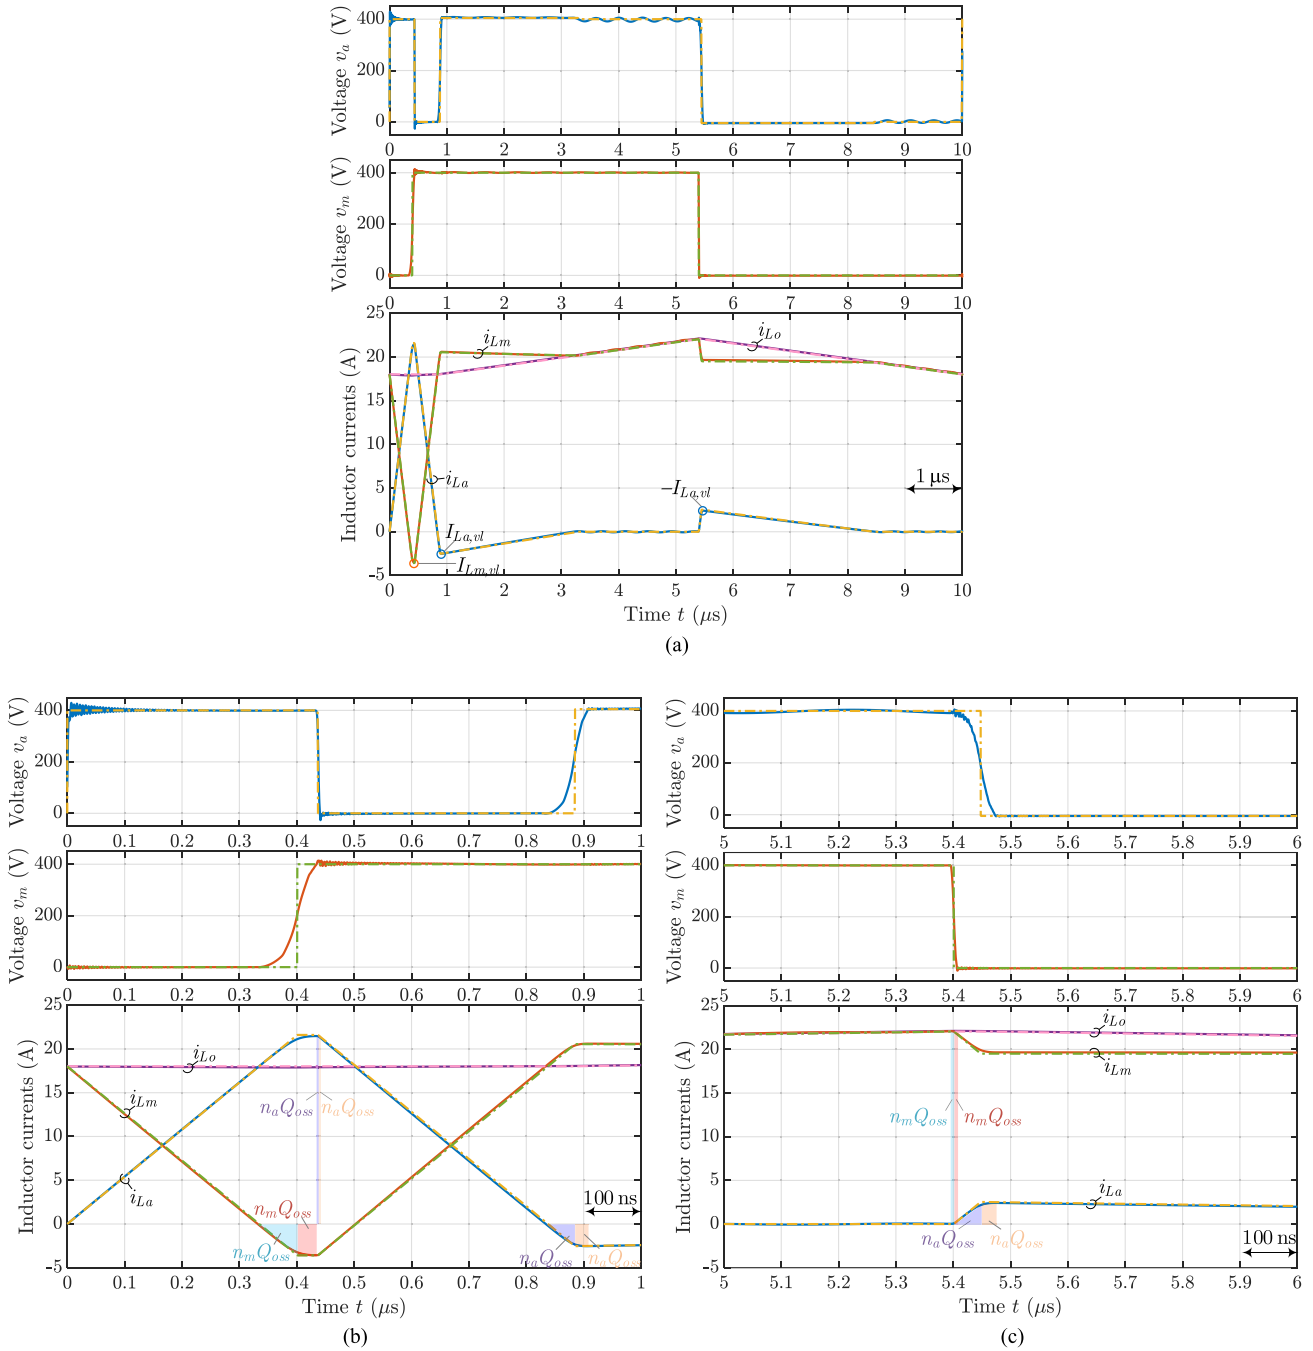 Voltage v_a (V)
400
200
0
0 1 2 3 4 5 6 7 8 9 10
Voltage v_m (V)
400
200
0
0 1 2 3 4 5 6 7 8 9 10
Inductor currents (A)
25
20
15
10
5
0
-5
i_Lm
i_Lo
i_La
1 µs
−I_La,vl
I_La,vl
I_Lm,vl
0 1 2 3 4 5 6 7 8 9 10
Time t (µs)
(a)
Voltage v_a (V)
400
200
0
0 0.1 0.2 0.3 0.4 0.5 0.6 0.7 0.8 0.9 1
Voltage v_m (V)
400
200
0
0 0.1 0.2 0.3 0.4 0.5 0.6 0.7 0.8 0.9 1
Inductor currents (A)
25
20
15
10
5
0
-5
i_Lo
i_Lm
n_aQ_oss n_aQ_oss
i_La
n_mQ_oss
100 ns
n_mQ_oss
n_aQ_oss n_aQ_oss
0 0.1 0.2 0.3 0.4 0.5 0.6 0.7 0.8 0.9 1
Time t (µs)
(b)
Voltage v_a (V)
400
200
0
5 5.1 5.2 5.3 5.4 5.5 5.6 5.7 5.8 5.9 6
Voltage v_m (V)
400
200
0
5 5.1 5.2 5.3 5.4 5.5 5.6 5.7 5.8 5.9 6
Inductor currents (A)
25
20
15
10
5
0
-5
i_Lo
i_Lm
n_mQ_oss n_mQ_oss
i_La
n_aQ_oss n_aQ_oss
100 ns
5 5.1 5.2 5.3 5.4 5.5 5.6 5.7 5.8 5.9 6
Time t (µs)
(c)